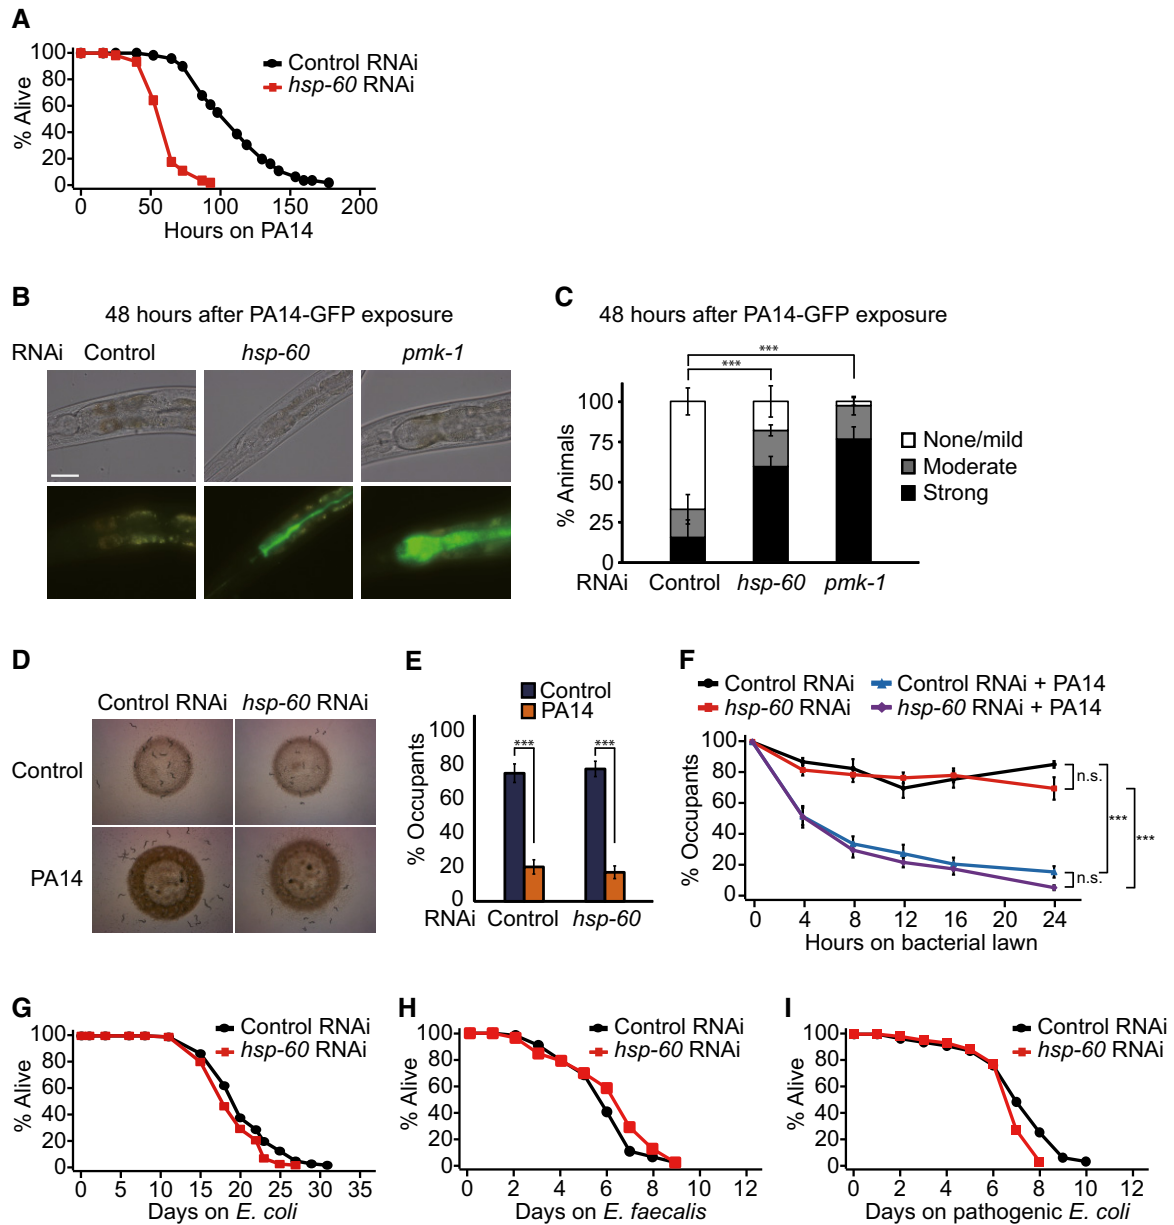 A
% Alive
100
80
60
40
20
0
0 50 100 150 200
Hours on PA14
Control RNAi
hsp-60 RNAi
B
48 hours after PA14-GFP exposure
RNAi Control hsp-60 pmk-1
C
48 hours after PA14-GFP exposure
*** 
***
% Animals
100
75
50
25
0
None/mild
Moderate
Strong
RNAi Control hsp-60 pmk-1
D
Control RNAi hsp-60 RNAi
Control
PA14
E
Control
PA14
% Occupants
100
80
60
40
20
0
*** ***
RNAi Control hsp-60
F
Control RNAi Control RNAi + PA14
hsp-60 RNAi hsp-60 RNAi + PA14
% Occupants
100
80
60
40
20
0
n.s.
***
***
n.s.
0 4 8 12 16 20 24
Hours on bacterial lawn
G
Control RNAi
hsp-60 RNAi
% Alive
100
80
60
40
20
0
0 5 10 15 20 25 30 35
Days on E. coli
H
Control RNAi
hsp-60 RNAi
% Alive
100
80
60
40
20
0
0 2 4 6 8 10 12
Days on E. faecalis
I
Control RNAi
hsp-60 RNAi
% Alive
100
80
60
40
20
0
0 2 4 6 8 10 12
Days on pathogenic E. coli